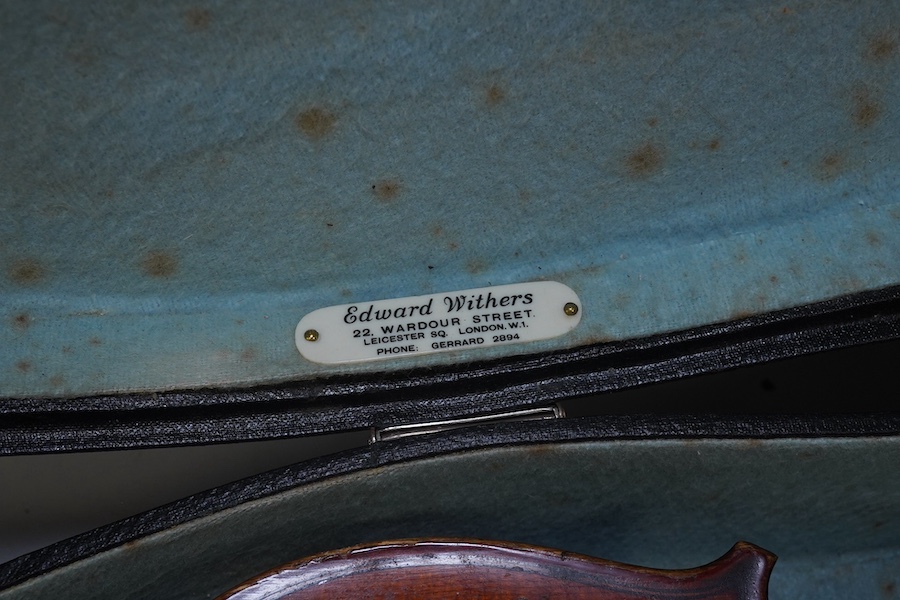 Edward Withers
22, WARDOUR STREET.
LEICESTER SQ. LONDON. W.1.
PHONE: GERRARD 2894